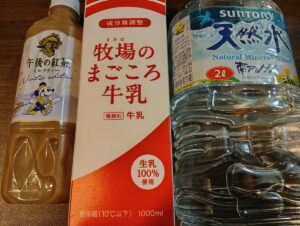 午後の紅茶
ミルクティー
Winter edition
成分無調整
まきば
牧場の
まごころ
牛乳
種類別 牛乳
生乳
100%
使用
要冷蔵(10℃以下) 1000ml
SUNTORY
天然水
Natural Mineral Water
2ℓ
南アルプス